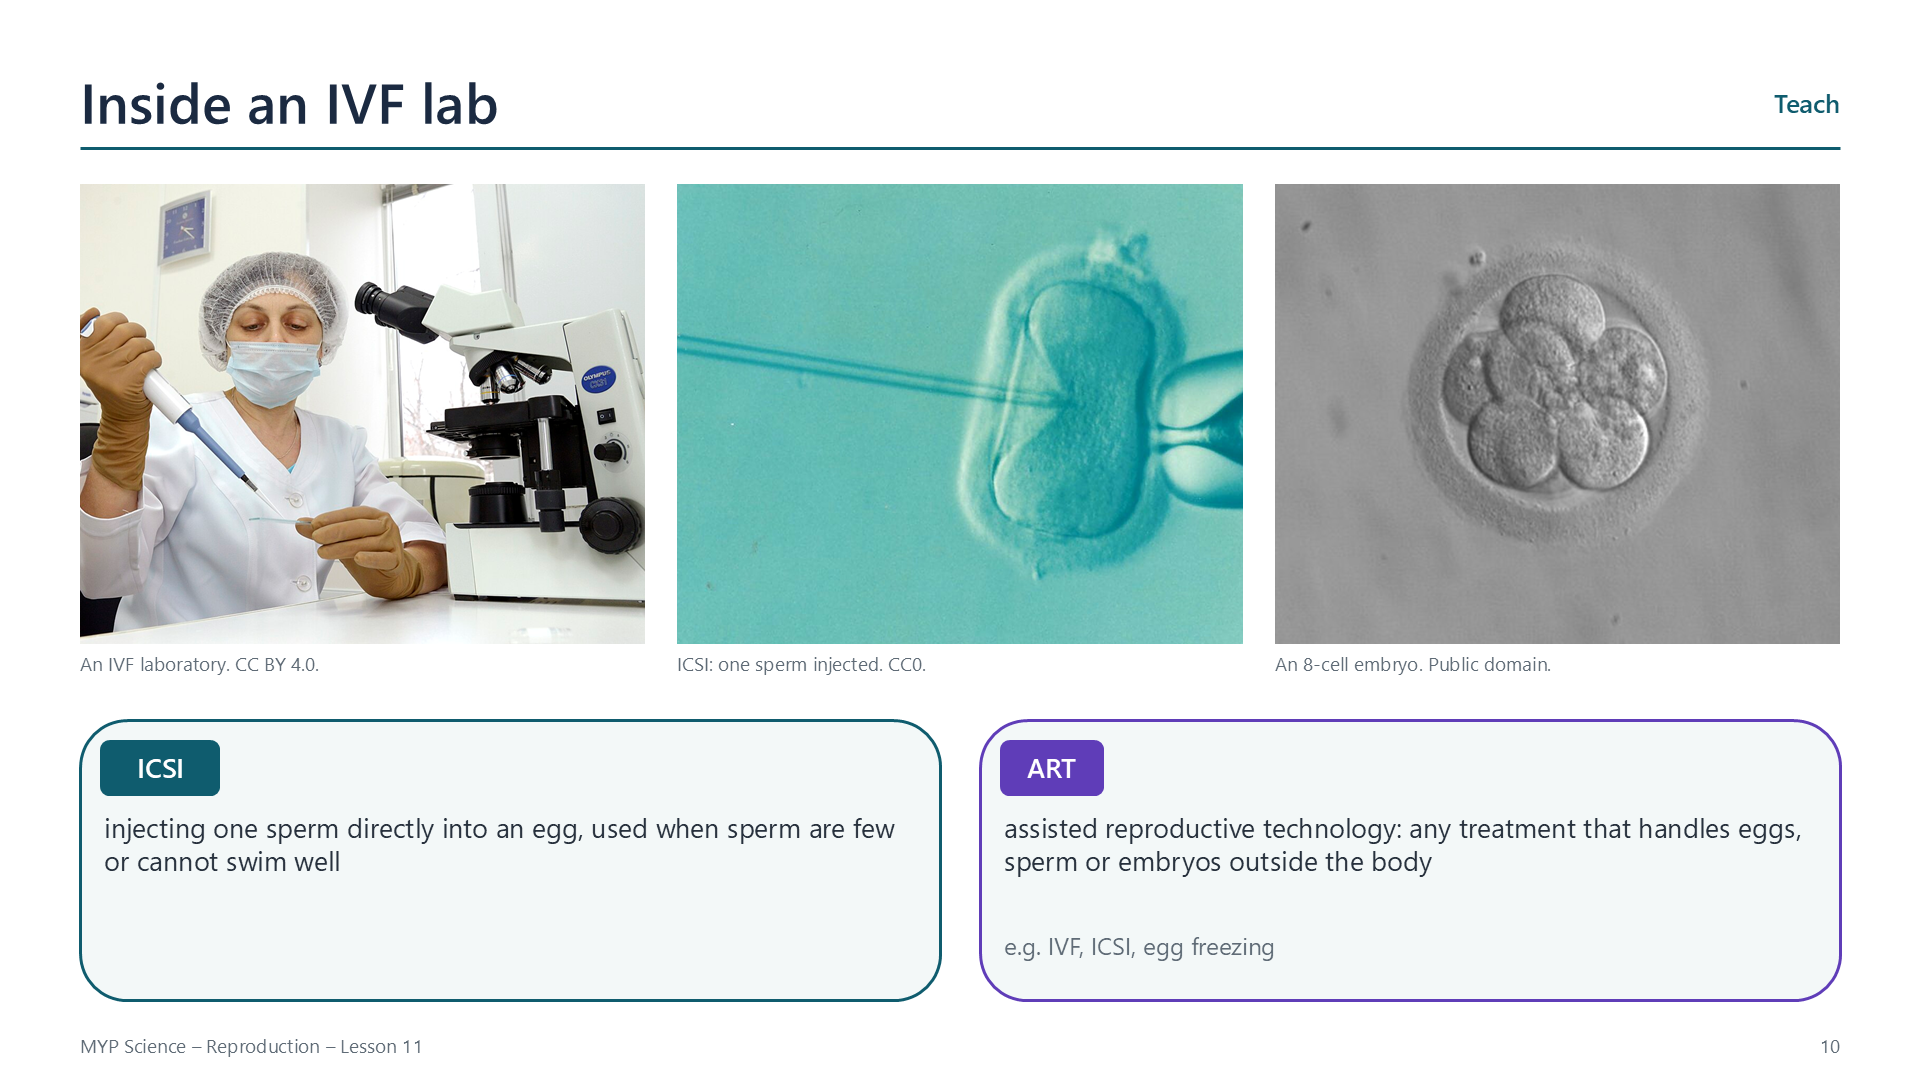 Inside an IVF lab
Teach
OLYMPUS
CX31
An IVF laboratory. CC BY 4.0.
ICSI: one sperm injected. CC0.
An 8-cell embryo. Public domain.
ICSI
injecting one sperm directly into an egg, used when sperm are few
or cannot swim well
ART
assisted reproductive technology: any treatment that handles eggs,
sperm or embryos outside the body
e.g. IVF, ICSI, egg freezing
MYP Science – Reproduction – Lesson 11
10